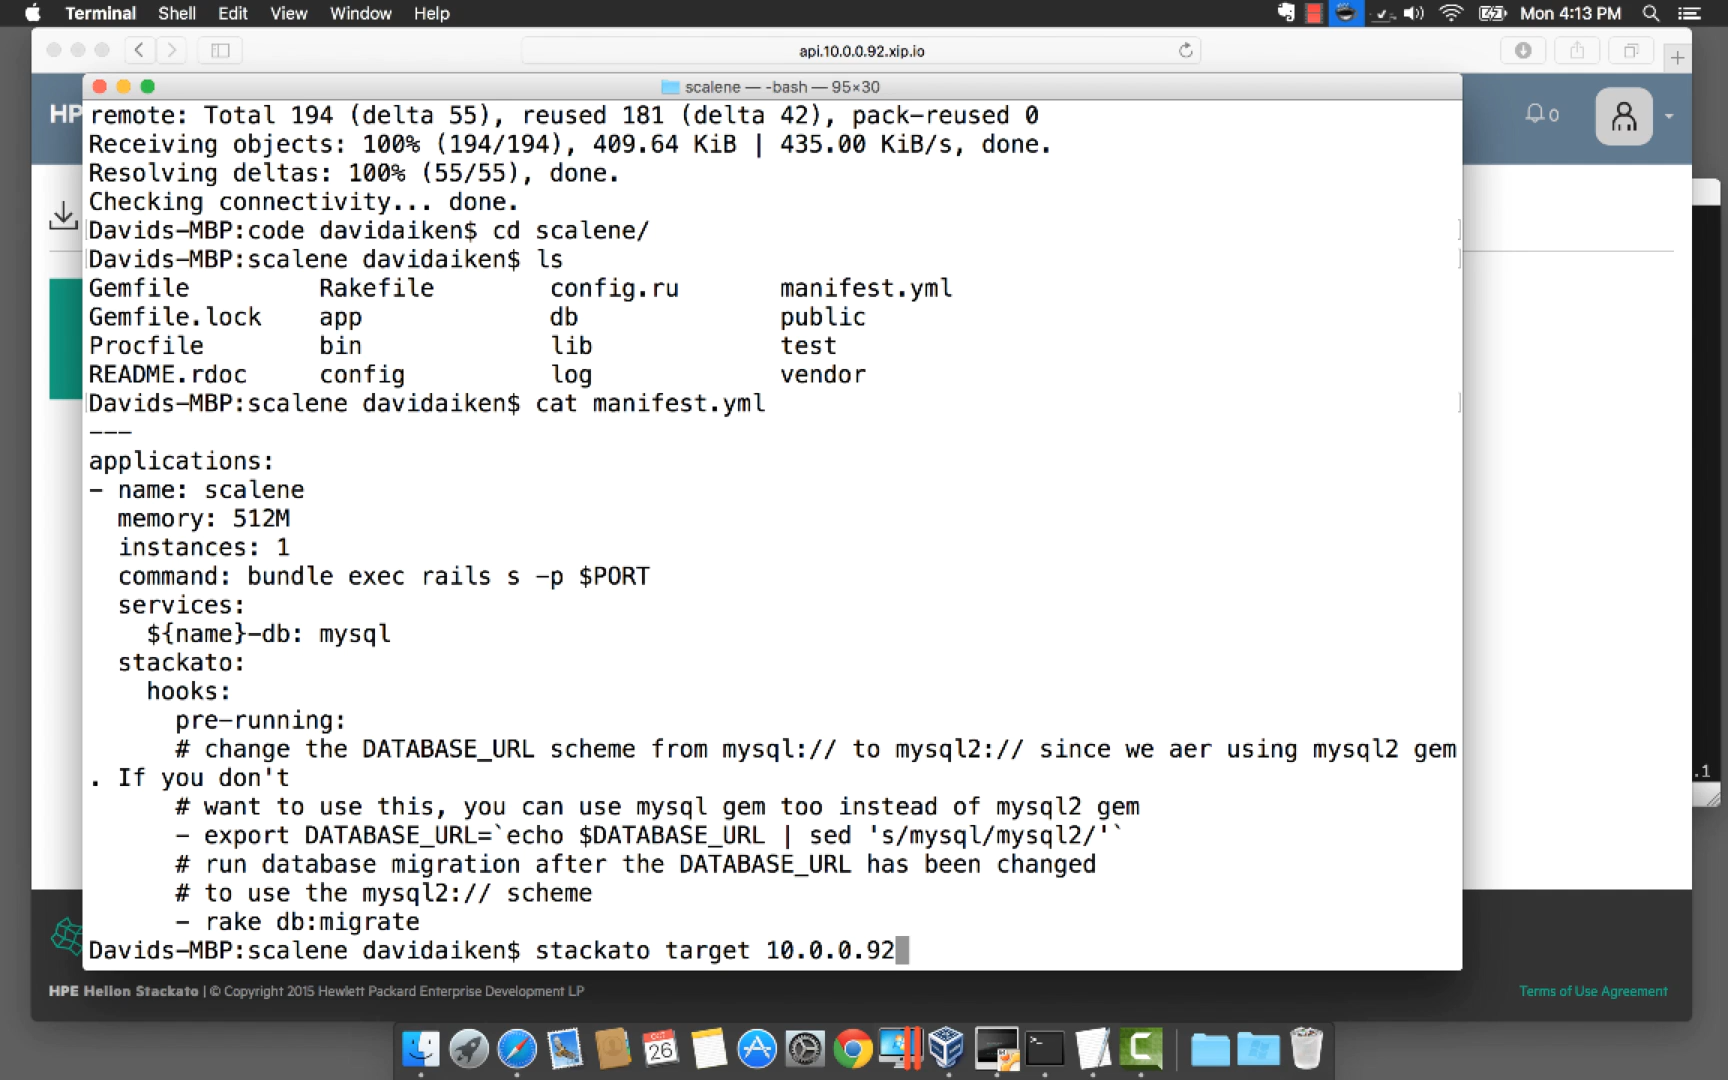 Terminal Shell Edit View Window Help
Mon 4:13 PM
api.10.0.0.92.xip.io
scalene — -bash — 95×30
HP
0
remote: Total 194 (delta 55), reused 181 (delta 42), pack-reused 0
Receiving objects: 100% (194/194), 409.64 KiB | 435.00 KiB/s, done.
Resolving deltas: 100% (55/55), done.
Checking connectivity... done.
Davids-MBP:code davidaiken$ cd scalene/
Davids-MBP:scalene davidaiken$ ls
Gemfile Rakefile config.ru manifest.yml
Gemfile.lock app db public
Procfile bin lib test
README.rdoc config log vendor
Davids-MBP:scalene davidaiken$ cat manifest.yml
---
applications:
- name: scalene
  memory: 512M
  instances: 1
  command: bundle exec rails s -p $PORT
  services:
    ${name}-db: mysql
  stackato:
    hooks:
      pre-running:
      # change the DATABASE_URL scheme from mysql:// to mysql2:// since we aer using mysql2 gem
. If you don't
      # want to use this, you can use mysql gem too instead of mysql2 gem
      - export DATABASE_URL=`echo $DATABASE_URL | sed 's/mysql/mysql2/'`
      # run database migration after the DATABASE_URL has been changed
      # to use the mysql2:// scheme
      - rake db:migrate
Davids-MBP:scalene davidaiken$ stackato target 10.0.0.92
.1
HPE Helion Stackato | © Copyright 2015 Hewlett Packard Enterprise Development LP
Terms of Use Agreement
OCT
26